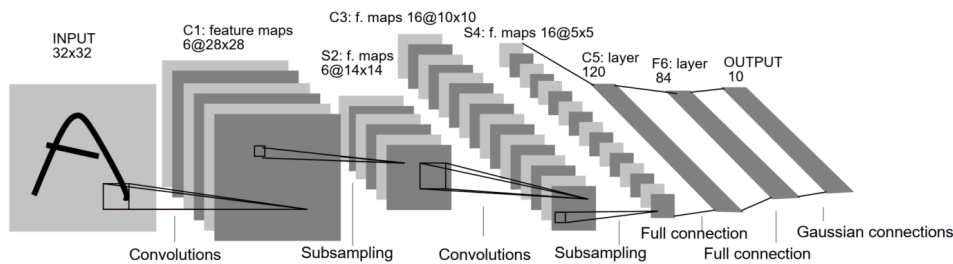 INPUT
32x32
C1: feature maps
6@28x28
S2: f. maps
6@14x14
C3: f. maps 16@10x10
S4: f. maps 16@5x5
C5: layer
120
F6: layer
84
OUTPUT
10
Convolutions
Subsampling
Convolutions
Subsampling
Full connection
Full connection
Gaussian connections